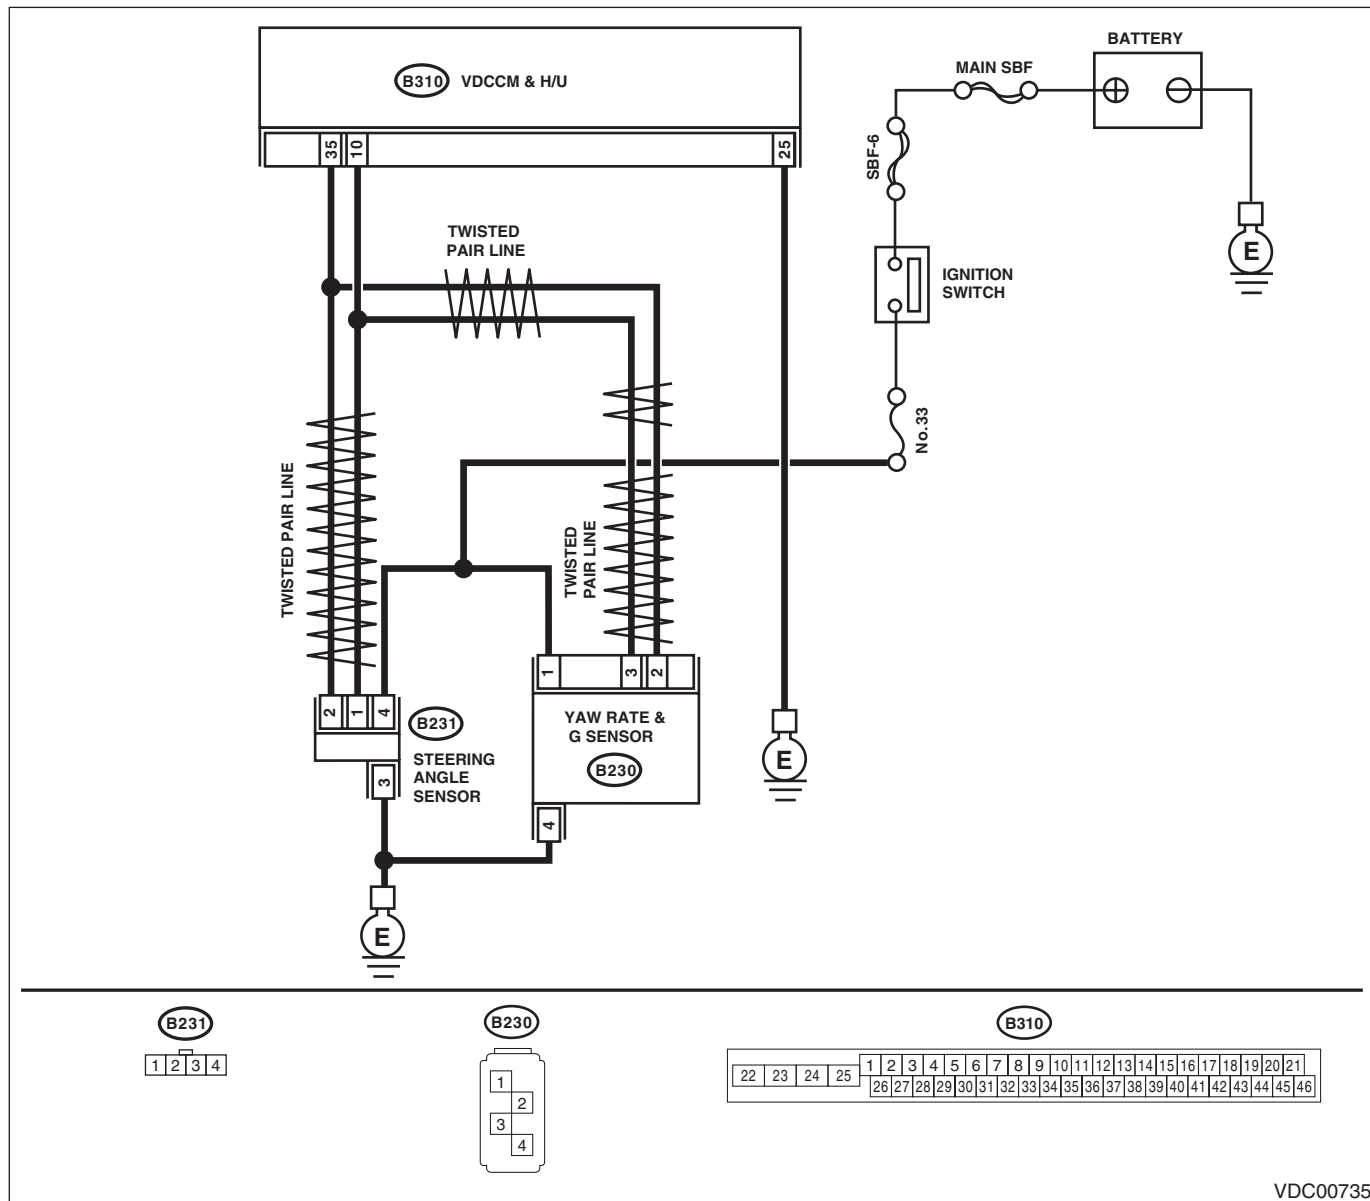 BATTERY
MAIN SBF
B310 VDCCM & H/U
35 10 25
SBF-6
TWISTED
PAIR LINE
E
IGNITION
SWITCH
No.33
TWISTED PAIR LINE
TWISTED
PAIR LINE
1 3 2
2 1 4
B231
STEERING
ANGLE
SENSOR
YAW RATE &
G SENSOR
B230
E
3
4
E
B231
1 2 3 4
B230
1
2
3
4
B310
22 23 24 25
1 2 3 4 5 6 7 8 9 10 11 12 13 14 15 16 17 18 19 20 21
26 27 28 29 30 31 32 33 34 35 36 37 38 39 40 41 42 43 44 45 46
VDC00735